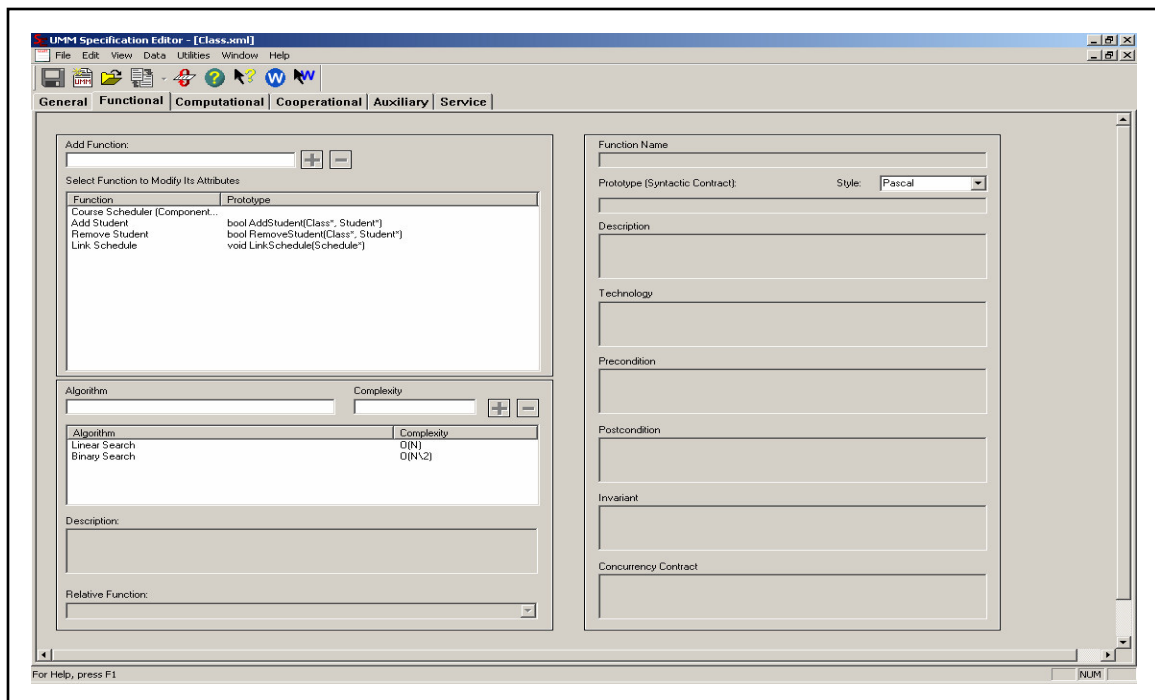 UMM Specification Editor - [Class.xml]
File Edit View Data Utilities Window Help
UMM ? ? W W
General Functional Computational Cooperational Auxiliary Service
Add Function:
Select Function to Modify Its Attributes
Function Prototype
Course Scheduler (Component...
Add Student bool AddStudent(Class*, Student*)
Remove Student bool RemoveStudent(Class*, Student*)
Link Schedule void LinkSchedule(Schedule*)
Algorithm Complexity
Algorithm Complexity
Linear Search O(N)
Binary Search O(N\2)
Description:
Relative Function:
Function Name
Prototype (Syntactic Contract): Style: Pascal
Description
Technology
Precondition
Postcondition
Invariant
Concurrency Contract
For Help, press F1 NUM